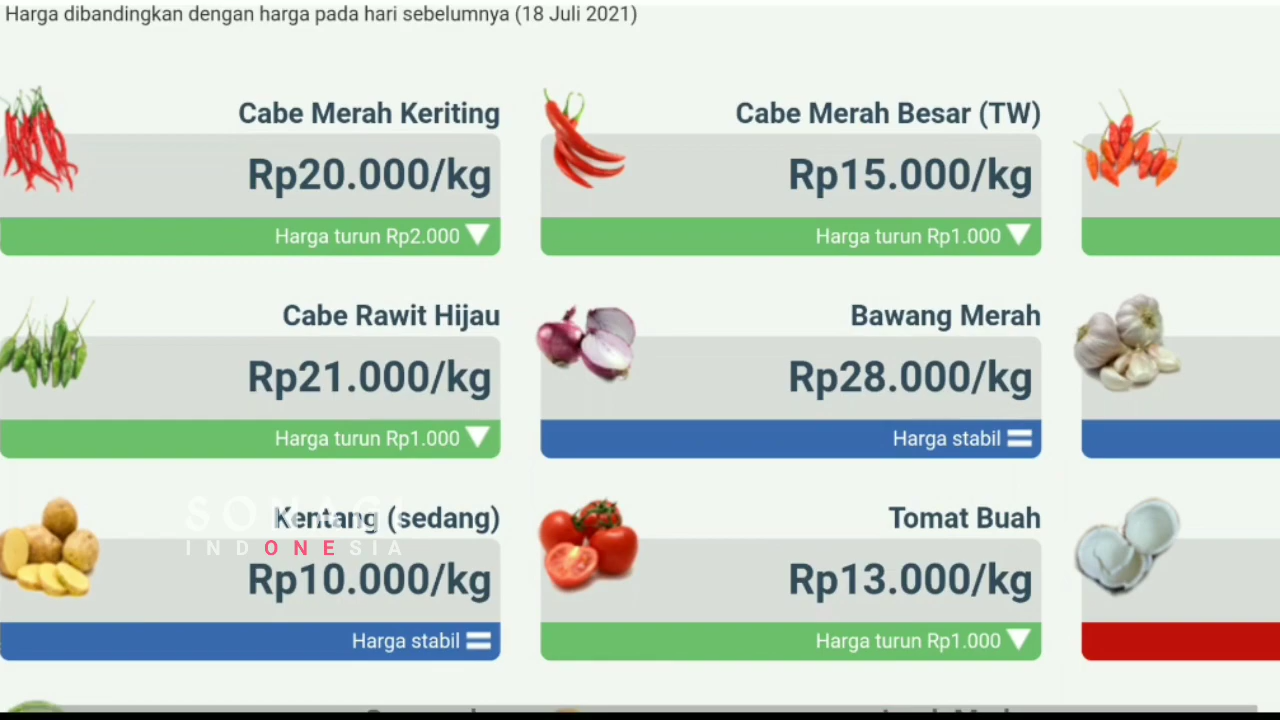 Harga dibandingkan dengan harga pada hari sebelumnya (18 Juli 2021)
Cabe Merah Keriting
Rp20.000/kg
Harga turun Rp2.000
Cabe Merah Besar (TW)
Rp15.000/kg
Harga turun Rp1.000
Cabe Rawit Hijau
Rp21.000/kg
Harga turun Rp1.000
Bawang Merah
Rp28.000/kg
Harga stabil
Kentang (sedang)
Rp10.000/kg
Harga stabil
Tomat Buah
Rp13.000/kg
Harga turun Rp1.000
INDONESIA